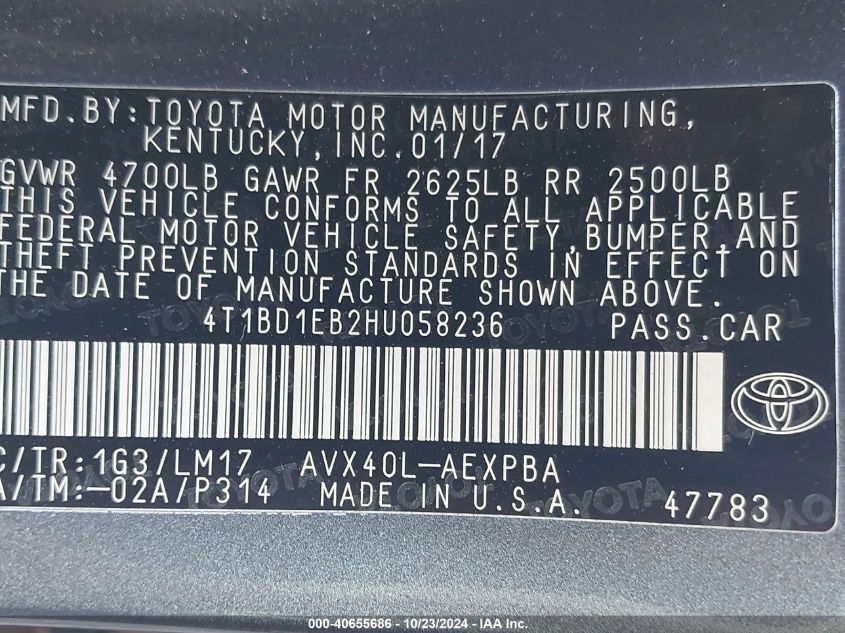 MFD.BY:TOYOTA MOTOR MANUFACTURING,
KENTUCKY,INC.01/17
GVWR 4700LB GAWR FR 2625LB RR 2500LB
THIS VEHICLE CONFORMS TO ALL APPLICABLE
FEDERAL MOTOR VEHICLE SAFETY,BUMPER,AND
THEFT PREVENTION STANDARDS IN EFFECT ON
THE DATE OF MANUFACTURE SHOWN ABOVE.
4T1BD1EB2HU058236 PASS.CAR
C/TR:1G3/LM17 AVX40L-AEXPBA
A/TM:-02A/P314 MADE IN U.S.A. 47783
000-40655686 - 10/23/2024 - IAA Inc.